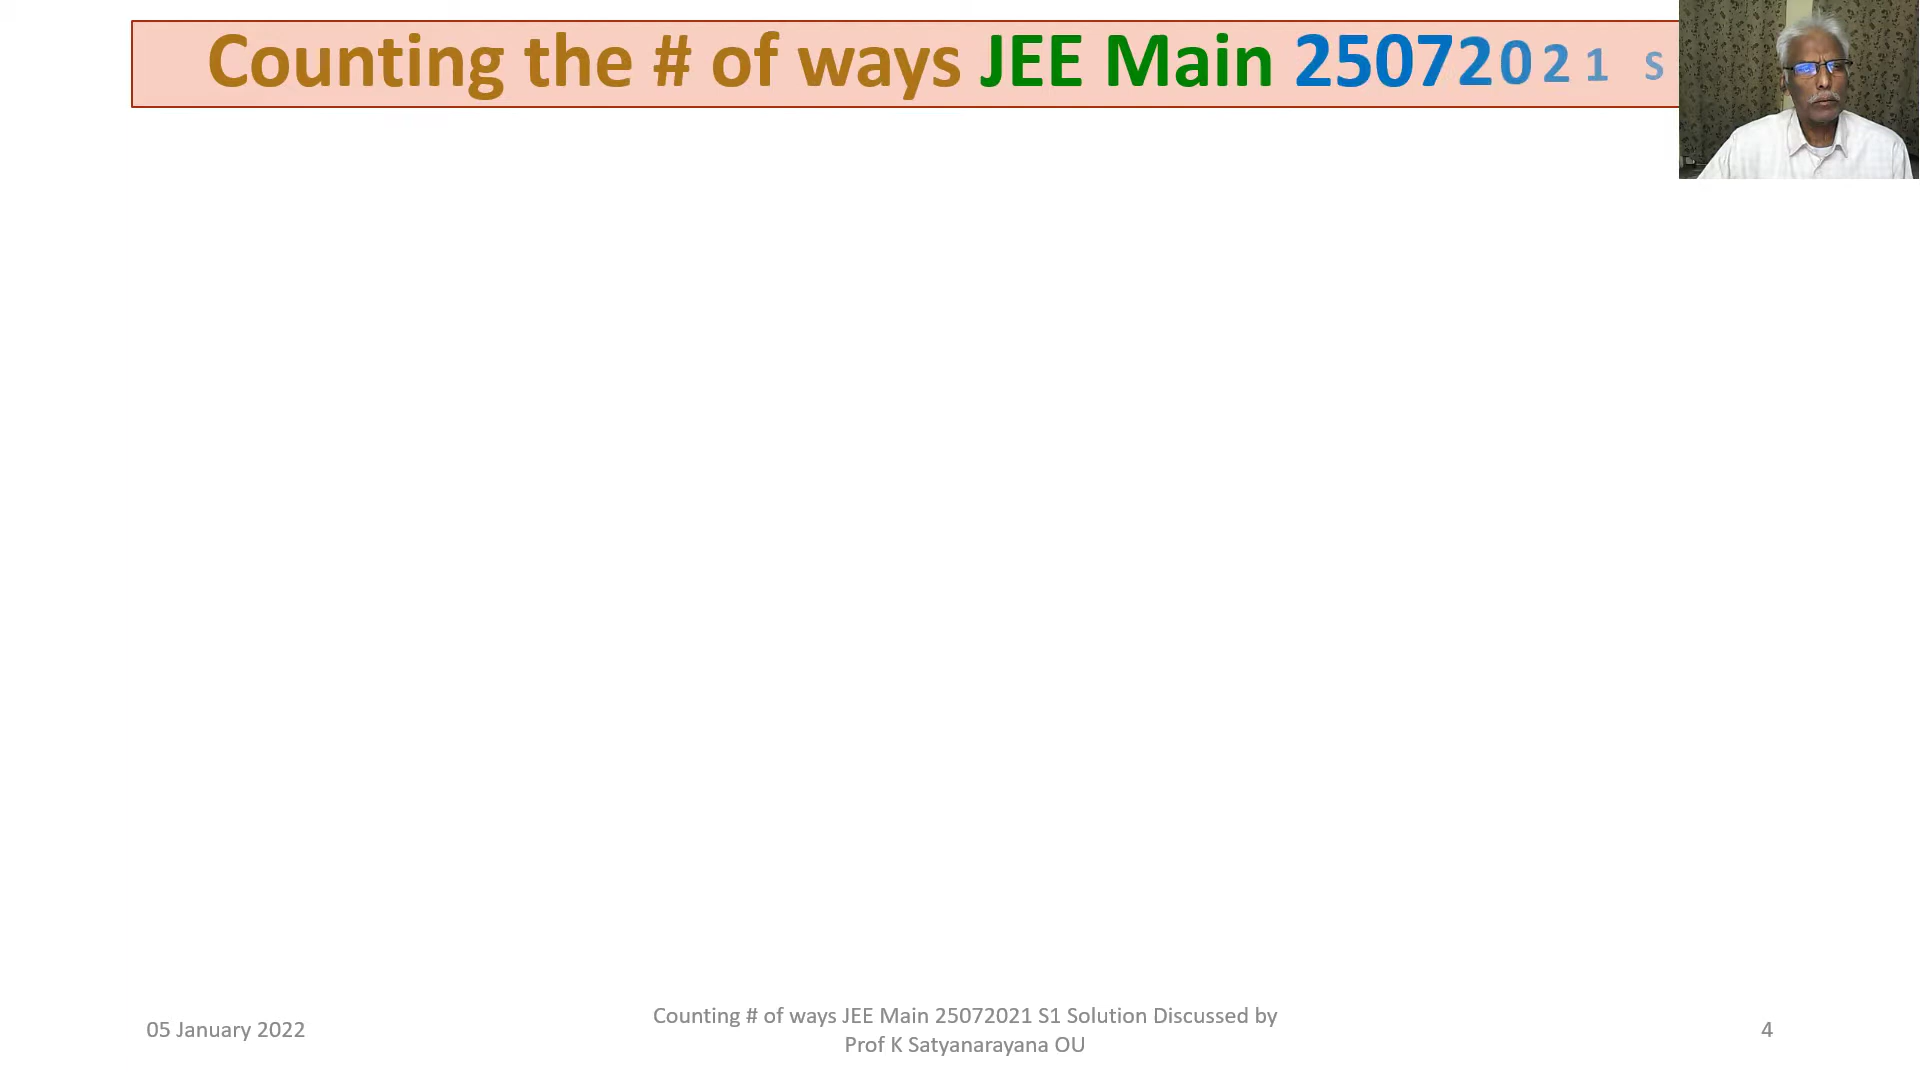 Counting the # of ways JEE Main 25072021 S
05 January 2022
Counting # of ways JEE Main 25072021 S1 Solution Discussed by
Prof K Satyanarayana OU
4